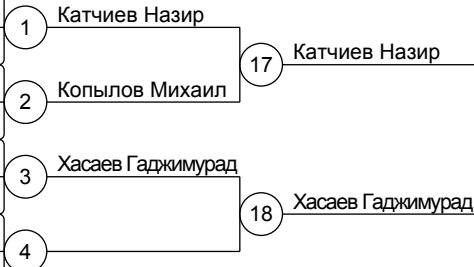 1 Катчиев Назир
17 Катчиев Назир
2 Копылов Михаил
3 Хасаев Гаджимурад
18 Хасаев Гаджимурад
4